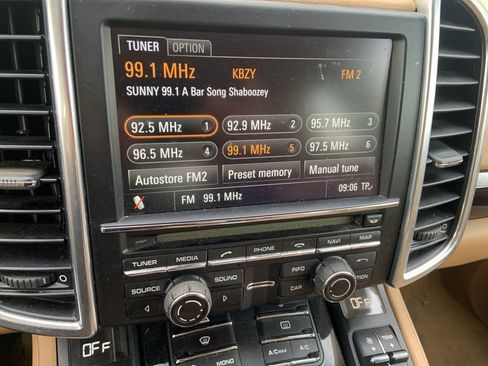 TUNER OPTION
99.1 MHz KBZY FM 2
SUNNY 99.1 A Bar Song Shaboozey
92.5 MHz 1 92.9 MHz 2 95.7 MHz 3
96.5 MHz 4 99.1 MHz 5 97.5 MHz 6
Autostore FM2 Preset memory Manual tune
FM 99.1 MHz 09:06 TP
TUNER MEDIA PHONE NAVI MAP
SOURCE SOUND INFO
CAR
OFF MONO A/C MAX A/C OFF